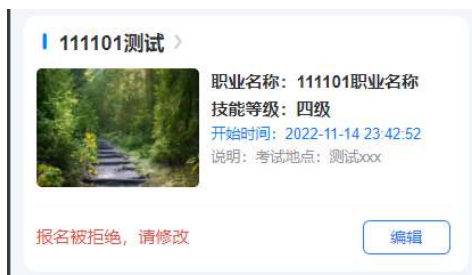 111101测试
职业名称：111101职业名称
技能等级：四级
开始时间：2022-11-14 23:42:52
说明：考试地点：测试xxx
报名被拒绝，请修改
编辑